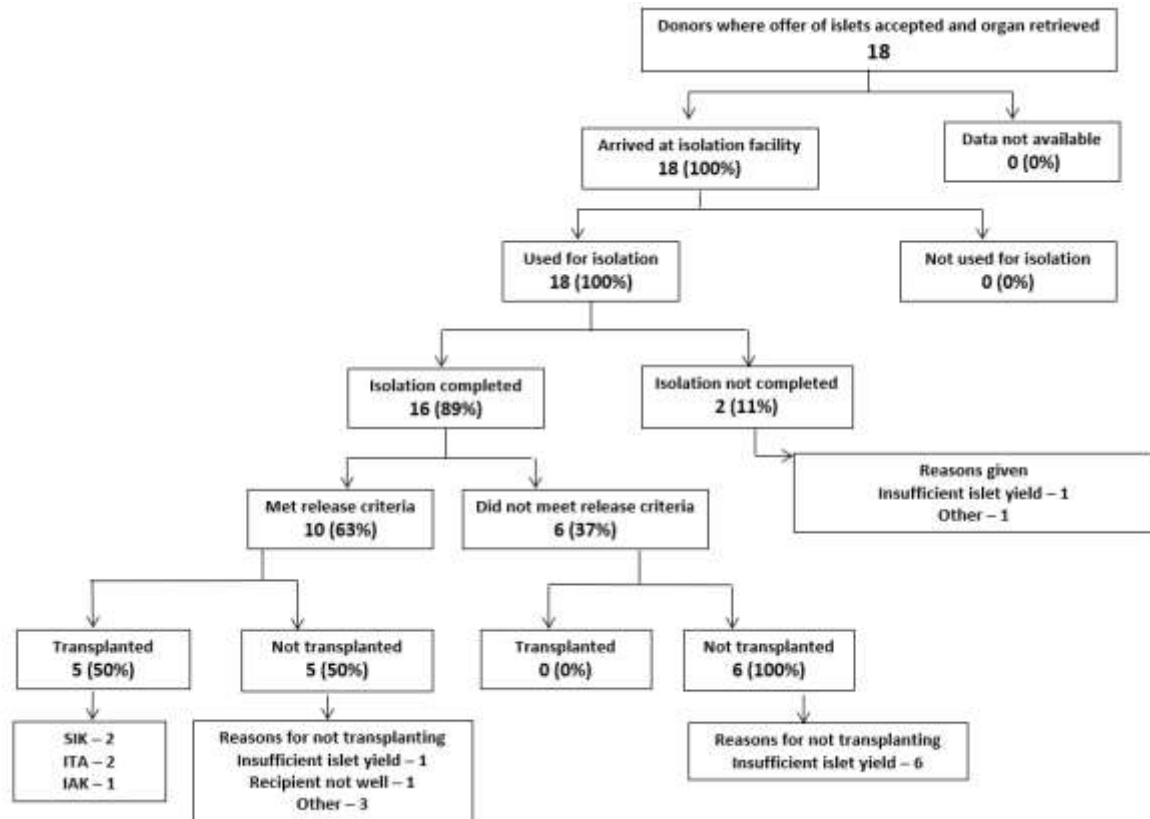 Donors where offer of islets accepted and organ retrieved
18
Arrived at isolation facility
18 (100%)
Data not available
0 (0%)
Used for isolation
18 (100%)
Not used for isolation
0 (0%)
Isolation completed
16 (89%)
Isolation not completed
2 (11%)
Reasons given
Insufficient islet yield – 1
Other – 1
Met release criteria
10 (63%)
Did not meet release criteria
6 (37%)
Transplanted
5 (50%)
Not transplanted
5 (50%)
Transplanted
0 (0%)
Not transplanted
6 (100%)
SIK – 2
ITA – 2
IAK – 1
Reasons for not transplanting
Insufficient islet yield – 1
Recipient not well – 1
Other – 3
Reasons for not transplanting
Insufficient islet yield – 6